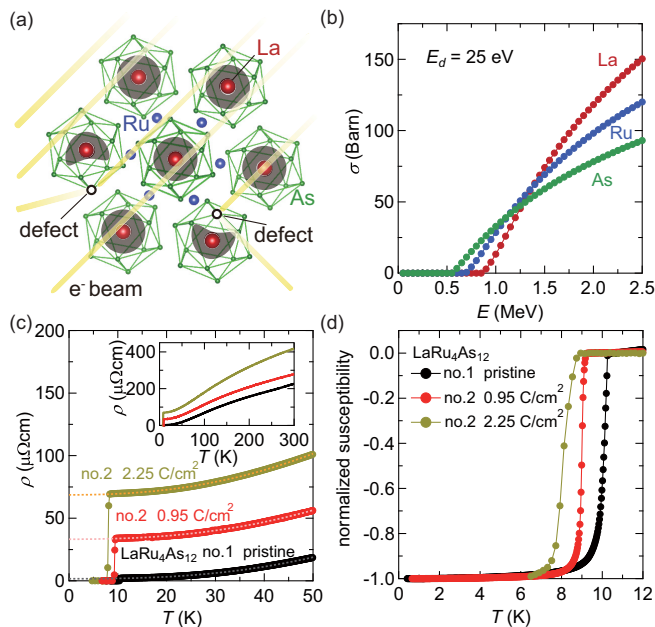 (a)
La
Ru
As
defect
defect
e⁻ beam
(b)
E_d = 25 eV
La
Ru
As
σ (Barn)
150
100
50
0
0.0 0.5 1.0 1.5 2.0 2.5
E (MeV)
(c)
ρ (μΩcm)
200
150
100
50
0
ρ (μΩcm)
400
200
0
0 100 200 300
T (K)
no.2 2.25 C/cm²
no.2 0.95 C/cm²
LaRu₄As₁₂ no.1 pristine
0 10 20 30 40 50
T (K)
(d)
normalized susceptibility
0.0
-0.2
-0.4
-0.6
-0.8
-1.0
LaRu₄As₁₂
no.1 pristine
no.2 0.95 C/cm²
no.2 2.25 C/cm²
0 2 4 6 8 10 12
T (K)